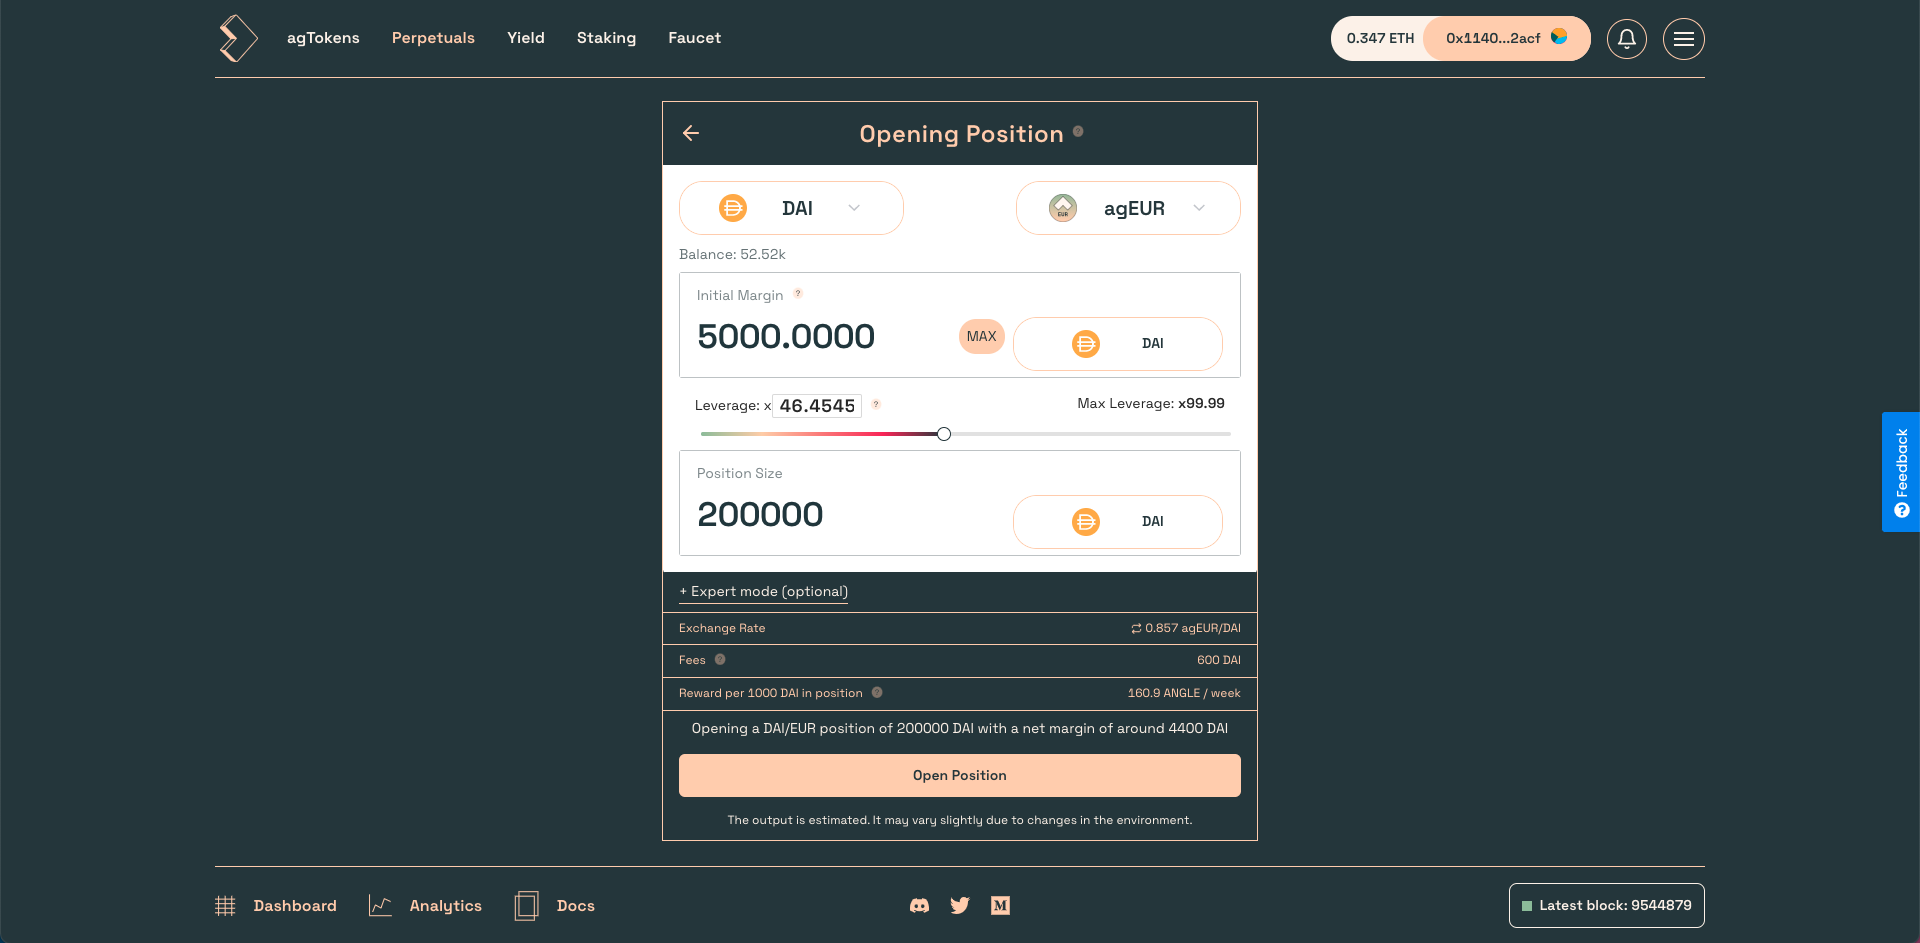 agTokens Perpetuals Yield Staking Faucet
0.347 ETH 0x1140...2acf
Opening Position ?
DAI agEUR
EUR
Balance: 52.52k
Initial Margin ?
5000.0000 MAX DAI
Leverage: x 46.4545 ? Max Leverage: x99.99
Position Size
200000 DAI
+ Expert mode (optional)
Exchange Rate 0.857 agEUR/DAI
Fees ? 600 DAI
Reward per 1000 DAI in position ? 160.9 ANGLE / week
Opening a DAI/EUR position of 200000 DAI with a net margin of around 4400 DAI
Open Position
The output is estimated. It may vary slightly due to changes in the environment.
? Feedback
Dashboard Analytics Docs
M
Latest block: 9544879